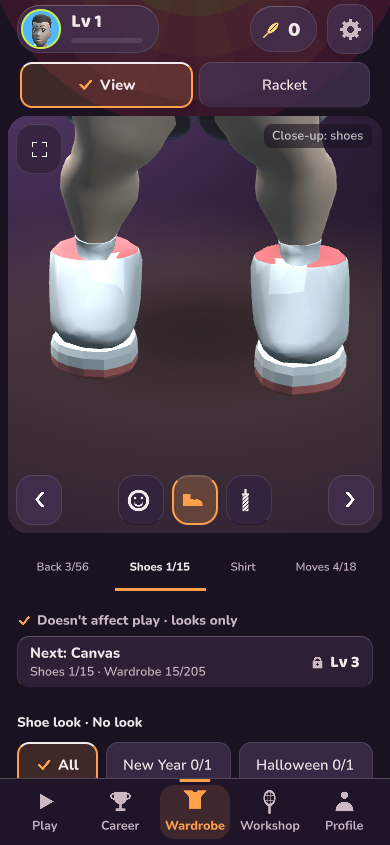 Lv 1
0
View
Racket
Close-up: shoes
Back 3/56
Shoes 1/15
Shirt
Moves 4/18
Doesn't affect play · looks only
Next: Canvas
Shoes 1/15 · Wardrobe 15/205
Lv 3
Shoe look · No look
All
New Year 0/1
Halloween 0/1
Play
Career
Wardrobe
Workshop
Profile